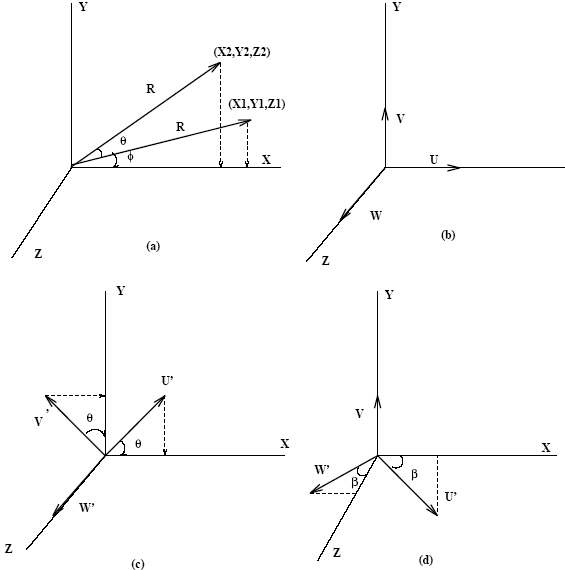 Y
(X2,Y2,Z2)
R
(X1,Y1,Z1)
θ
R
ϕ
X
Z
(a)
Y
V
U
W
Z
(b)
Y
U’
V’
θ
θ
X
W’
Z
(c)
Y
V
X
W’
β
β
U’
Z
(d)